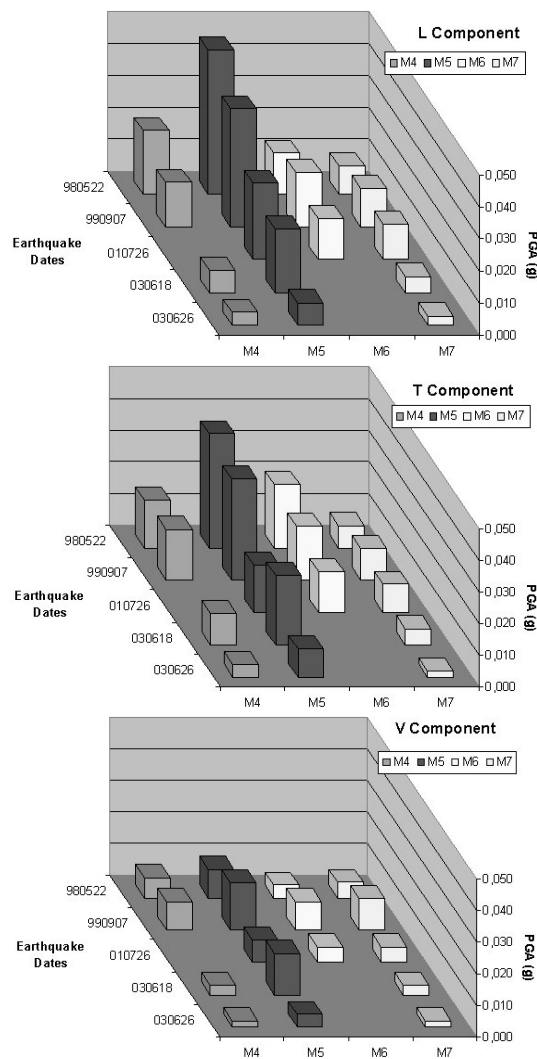 L Component
M4 M5 M6 M7
980522
990907
010726
030618
030626
Earthquake
Dates
0,050
0,040
0,030
0,020
0,010
0,000
PGA (g)
M4 M5 M6 M7
T Component
M4 M5 M6 M7
980522
990907
010726
030618
030626
Earthquake
Dates
0,050
0,040
0,030
0,020
0,010
0,000
PGA (g)
M4 M5 M6 M7
V Component
M4 M5 M6 M7
980522
990907
010726
030618
030626
Earthquake
Dates
0,050
0,040
0,030
0,020
0,010
0,000
PGA (g)
M4 M5 M6 M7